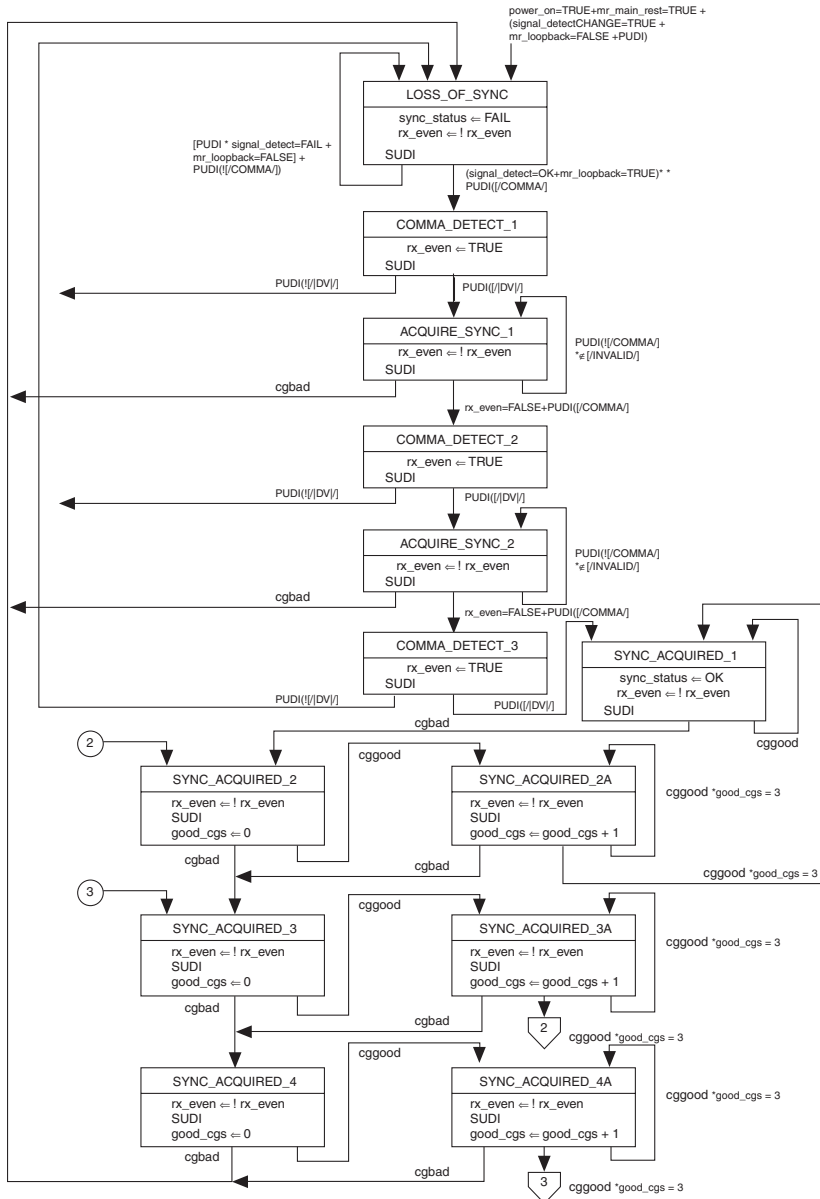 power_on=TRUE+mr_main_rest=TRUE +
(signal_detectCHANGE=TRUE +
mr_loopback=FALSE +PUDI)
LOSS_OF_SYNC
sync_status ⇐ FAIL
rx_even ⇐ ! rx_even
SUDI
[PUDI * signal_detect=FAIL +
mr_loopback=FALSE] +
PUDI(![/COMMA/])
(signal_detect=OK+mr_loopback=TRUE)* *
PUDI([/COMMA/]
COMMA_DETECT_1
rx_even ⇐ TRUE
SUDI
PUDI(![/|DV|/]
PUDI([/|DV|/]
ACQUIRE_SYNC_1
rx_even ⇐ ! rx_even
SUDI
PUDI(![/COMMA/]
*∉[/INVALID/]
cgbad
rx_even=FALSE+PUDI([/COMMA/]
COMMA_DETECT_2
rx_even ⇐ TRUE
SUDI
PUDI(![/|DV|/]
PUDI([/|DV|/]
ACQUIRE_SYNC_2
rx_even ⇐ ! rx_even
SUDI
PUDI(![/COMMA/]
*∉[/INVALID/]
cgbad
rx_even=FALSE+PUDI([/COMMA/]
COMMA_DETECT_3
rx_even ⇐ TRUE
SUDI
PUDI(![/|DV|/]
PUDI([/|DV|/]
SYNC_ACQUIRED_1
sync_status ⇐ OK
rx_even ⇐ ! rx_even
SUDI
cgbad
cggood
2
SYNC_ACQUIRED_2
rx_even ⇐ ! rx_even
SUDI
good_cgs ⇐ 0
cggood
SYNC_ACQUIRED_2A
rx_even ⇐ ! rx_even
SUDI
good_cgs ⇐ good_cgs + 1
cggood *good_cgs = 3
cgbad
cgbad
cggood *good_cgs = 3
3
SYNC_ACQUIRED_3
rx_even ⇐ ! rx_even
SUDI
good_cgs ⇐ 0
cggood
SYNC_ACQUIRED_3A
rx_even ⇐ ! rx_even
SUDI
good_cgs ⇐ good_cgs + 1
cggood *good_cgs = 3
cgbad
cgbad
2
cggood *good_cgs = 3
SYNC_ACQUIRED_4
rx_even ⇐ ! rx_even
SUDI
good_cgs ⇐ 0
cggood
SYNC_ACQUIRED_4A
rx_even ⇐ ! rx_even
SUDI
good_cgs ⇐ good_cgs + 1
cggood *good_cgs = 3
cgbad
cgbad
3
cggood *good_cgs = 3